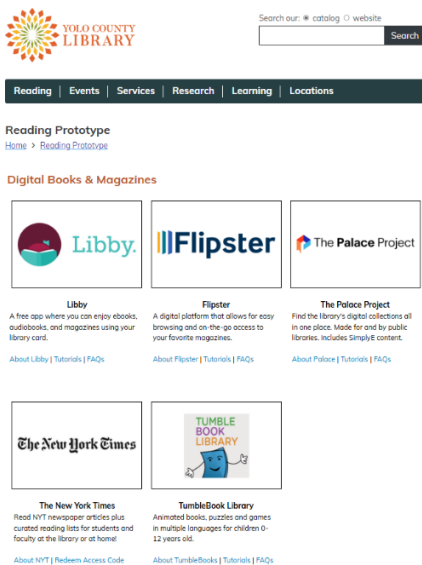 YOLO COUNTY
LIBRARY
Search our: catalog website
Search
Reading | Events | Services | Research | Learning | Locations
Reading Prototype
Home > Reading Prototype
Digital Books & Magazines
Libby.
Flipster
The Palace Project
Libby
A free app where you can enjoy ebooks,
audiobooks, and magazines using your
library card.
About Libby | Tutorials | FAQs
Flipster
A digital platform that allows for easy
browsing and on-the-go access to
your favorite magazines.
About Flipster | Tutorials | FAQs
The Palace Project
Find the library's digital collections all
in one place. Made for and by public
libraries. Includes SimplyE content.
About Palace | Tutorials | FAQs
The New York Times
TUMBLE
BOOK
LIBRARY
The New York Times
Read NYT newspaper articles plus
curated reading lists for students and
faculty at the library or at home!
About NYT | Redeem Access Code
TumbleBook Library
Animated books, puzzles and games
in multiple languages for children 0-
12 years old.
About TumbleBooks | Tutorials | FAQs